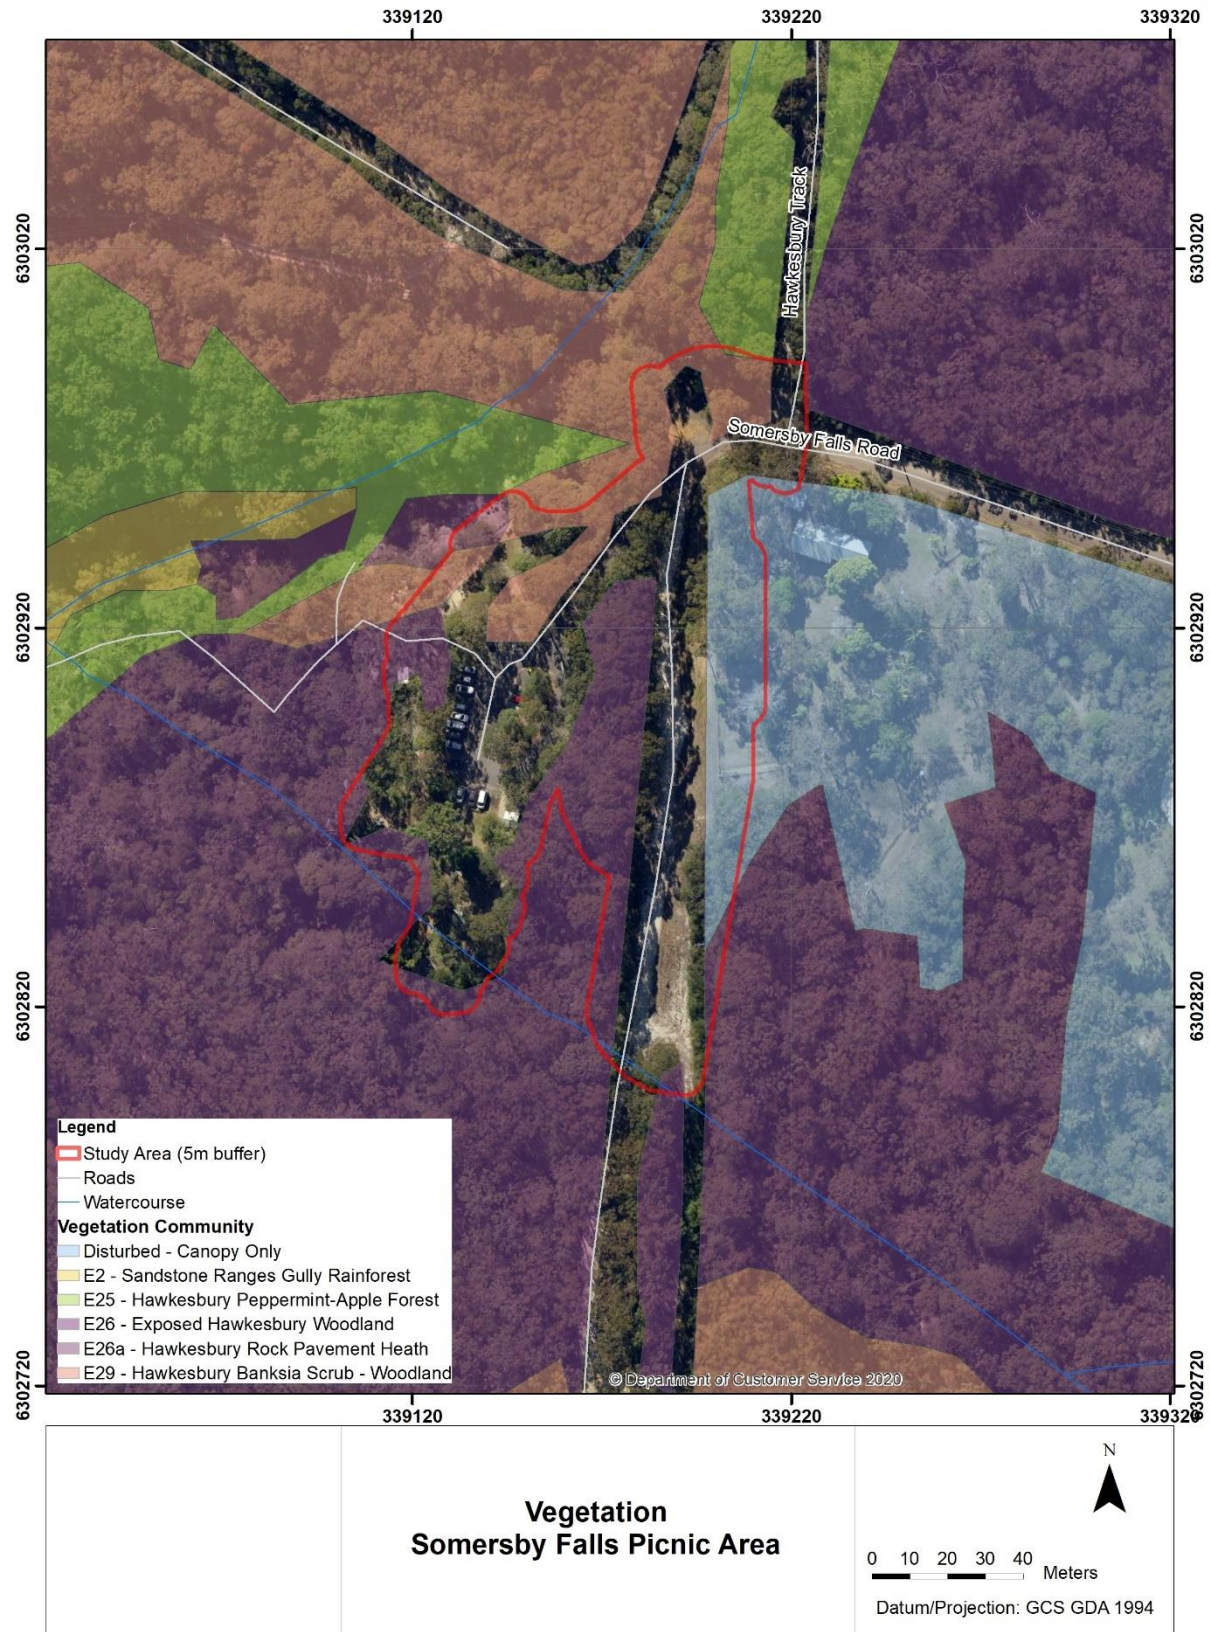 339120
339220
339320
6303020
6303020
Hawkesbury Track
Somersby Falls Road
6302920
6302920
6302820
6302820
Legend
Study Area (5m buffer)
Roads
Watercourse
Vegetation Community
Disturbed - Canopy Only
E2 - Sandstone Ranges Gully Rainforest
E25 - Hawkesbury Peppermint-Apple Forest
E26 - Exposed Hawkesbury Woodland
E26a - Hawkesbury Rock Pavement Heath
E29 - Hawkesbury Banksia Scrub - Woodland
© Department of Customer Service 2020
6302720
6302720
339120
339220
339320
Vegetation
Somersby Falls Picnic Area
N
0 10 20 30 40
Meters
Datum/Projection: GCS GDA 1994